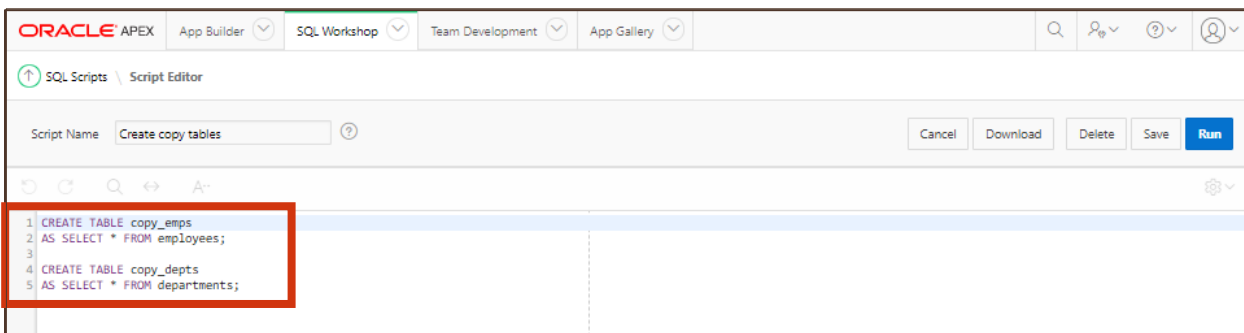 ORACLE APEX App Builder SQL Workshop Team Development App Gallery
SQL Scripts \ Script Editor
Script Name Create copy tables ? Cancel Download Delete Save Run
A··
1 CREATE TABLE copy_emps
2 AS SELECT * FROM employees;
3
4 CREATE TABLE copy_depts
5 AS SELECT * FROM departments;